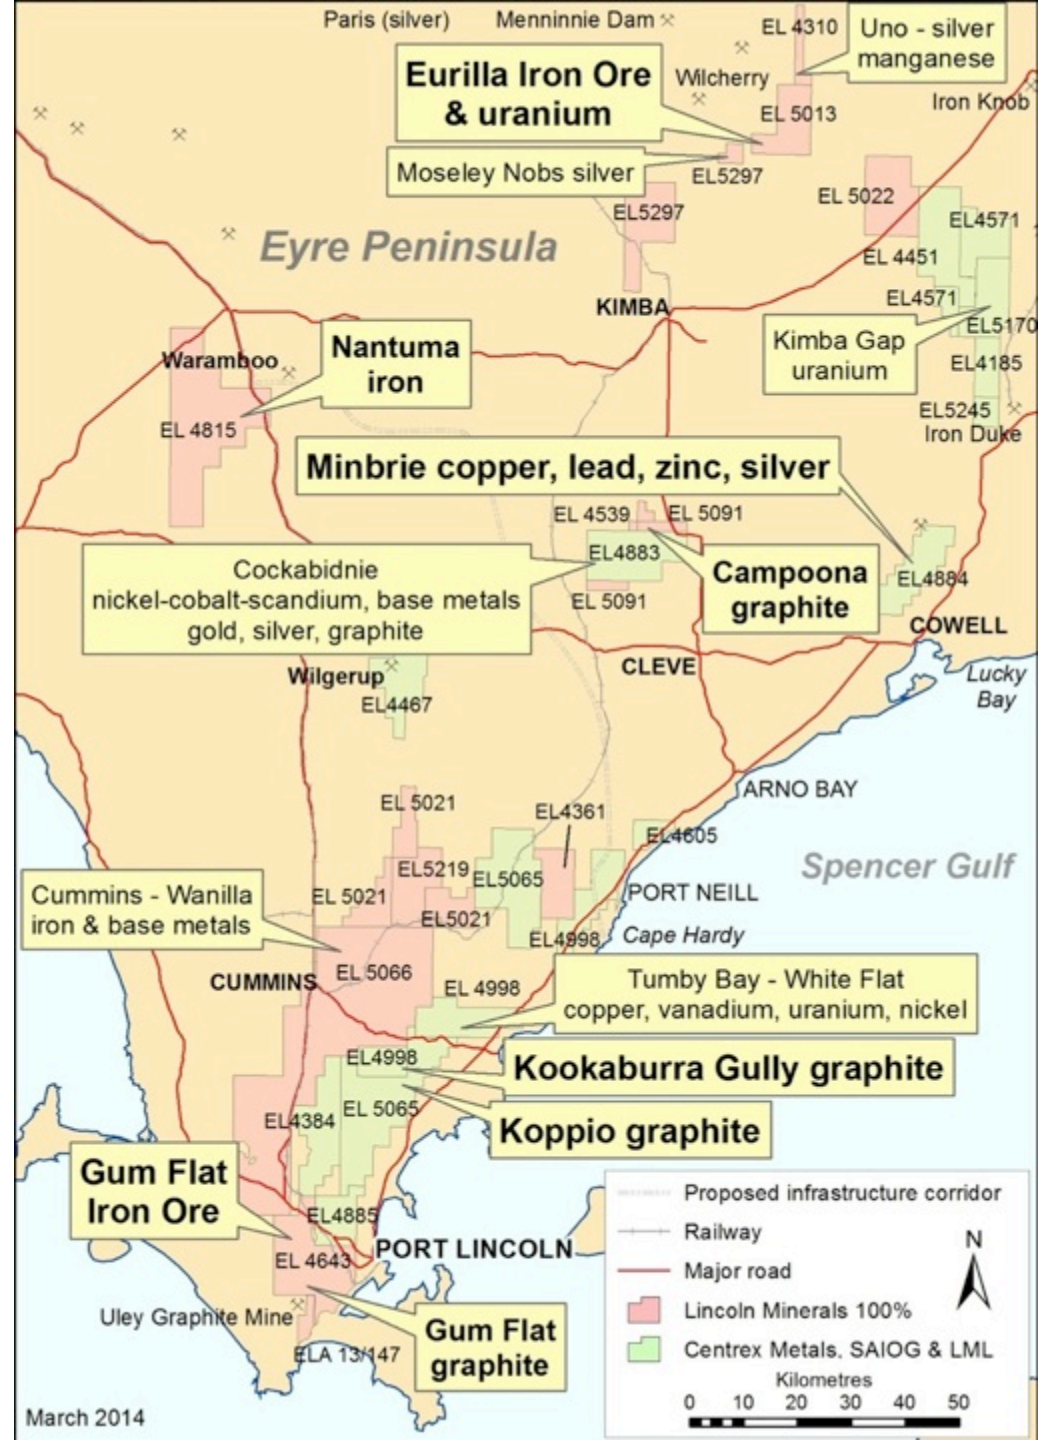 Paris (silver)
Menninnie Dam
EL 4310
Uno - silver
manganese
Eurilla Iron Ore
& uranium
Wilcherry
Iron Knob
EL 5013
Moseley Nobs silver
EL5297
EL 5022
EL5297
EL4571
Eyre Peninsula
EL 4451
EL4571
KIMBA
EL5170
Kimba Gap
uranium
Nantuma
iron
Waramboo
EL4185
EL 4815
EL5245
Iron Duke
Minbrie copper, lead, zinc, silver
EL 4539
EL 5091
EL4883
Cockabidnie
nickel-cobalt-scandium, base metals
gold, silver, graphite
Campoona
graphite
EL4884
EL 5091
COWELL
CLEVE
Wilgerup
Lucky
Bay
EL4467
ARNO BAY
EL 5021
EL4361
EL4605
Spencer Gulf
EL5219
EL5065
Cummins - Wanilla
iron & base metals
EL 5021
PORT NEILL
EL5021
EL4998
Cape Hardy
EL 5066
CUMMINS
EL 4998
Tumby Bay - White Flat
copper, vanadium, uranium, nickel
EL4998
Kookaburra Gully graphite
EL 5065
EL4384
Koppio graphite
Gum Flat
Iron Ore
EL4885
PORT LINCOLN
EL 4643
Uley Graphite Mine
Gum Flat
graphite
ELA 13/147
Proposed infrastructure corridor
Railway
N
Major road
Lincoln Minerals 100%
Centrex Metals, SAIOG & LML
Kilometres
0 10 20 30 40 50
March 2014